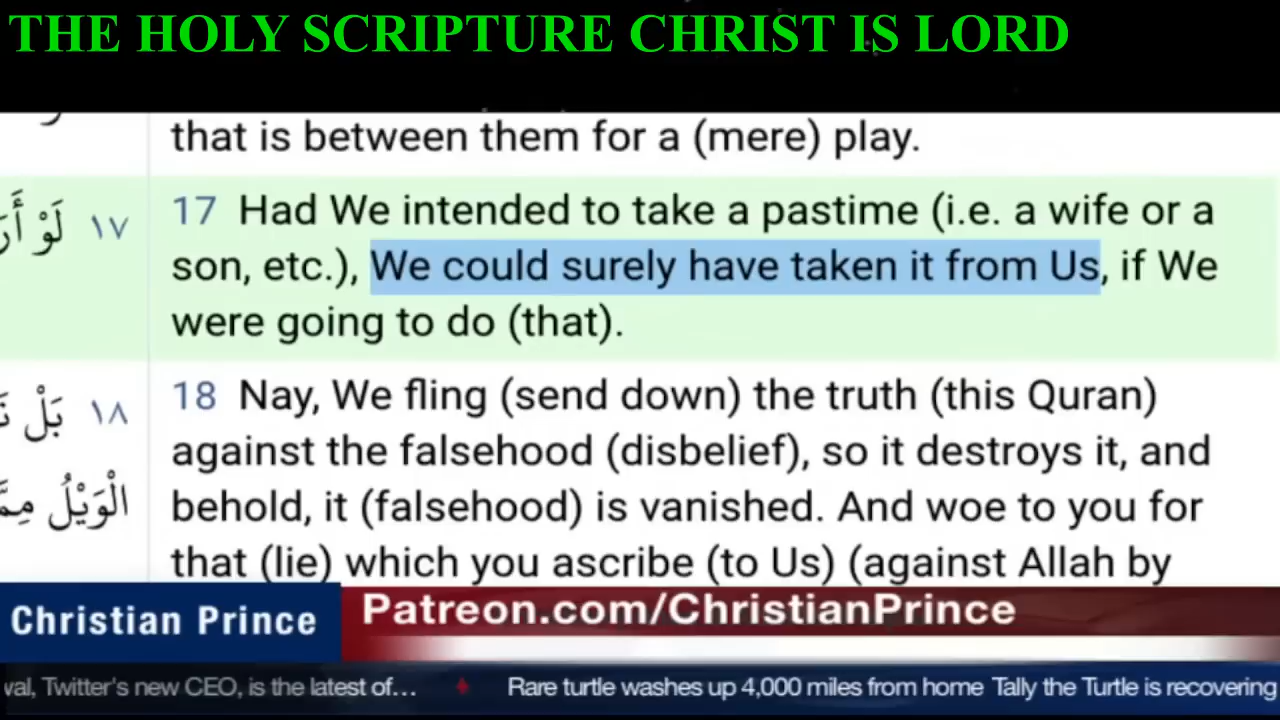 THE HOLY SCRIPTURE CHRIST IS LORD
that is between them for a (mere) play.
لَوْ ١٧
17 Had We intended to take a pastime (i.e. a wife or a
son, etc.), We could surely have taken it from Us, if We
were going to do (that).
بَلْ ١٨
18 Nay, We fling (send down) the truth (this Quran)
against the falsehood (disbelief), so it destroys it, and
الْوَيْلُ
behold, it (falsehood) is vanished. And woe to you for
that (lie) which you ascribe (to Us) (against Allah by
Christian Prince
Patreon.com/ChristianPrince
Twitter's new CEO, is the latest of... Rare turtle washes up 4,000 miles from home Tally the Turtle is recovering